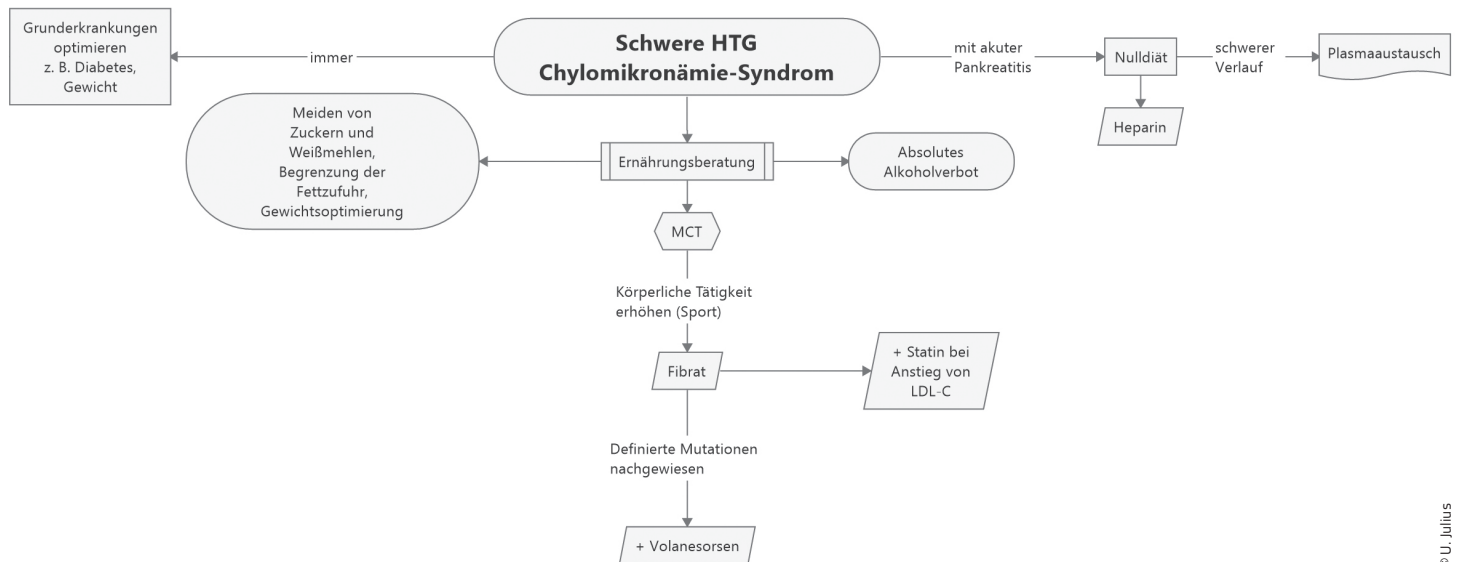 Schwere HTG
Chylomikronämie-Syndrom
immer
Grunderkrankungen
optimieren
z. B. Diabetes,
Gewicht
mit akuter
Pankreatitis
Nulldiät
schwerer
Verlauf
Plasmaaustausch
Heparin
Ernährungsberatung
Meiden von
Zuckern und
Weißmehlen,
Begrenzung der
Fettzufuhr,
Gewichtsoptimierung
Absolutes
Alkoholverbot
MCT
Körperliche Tätigkeit
erhöhen (Sport)
Fibrat
+ Statin bei
Anstieg von
LDL-C
Definierte Mutationen
nachgewiesen
+ Volanesorsen
© U. Julius